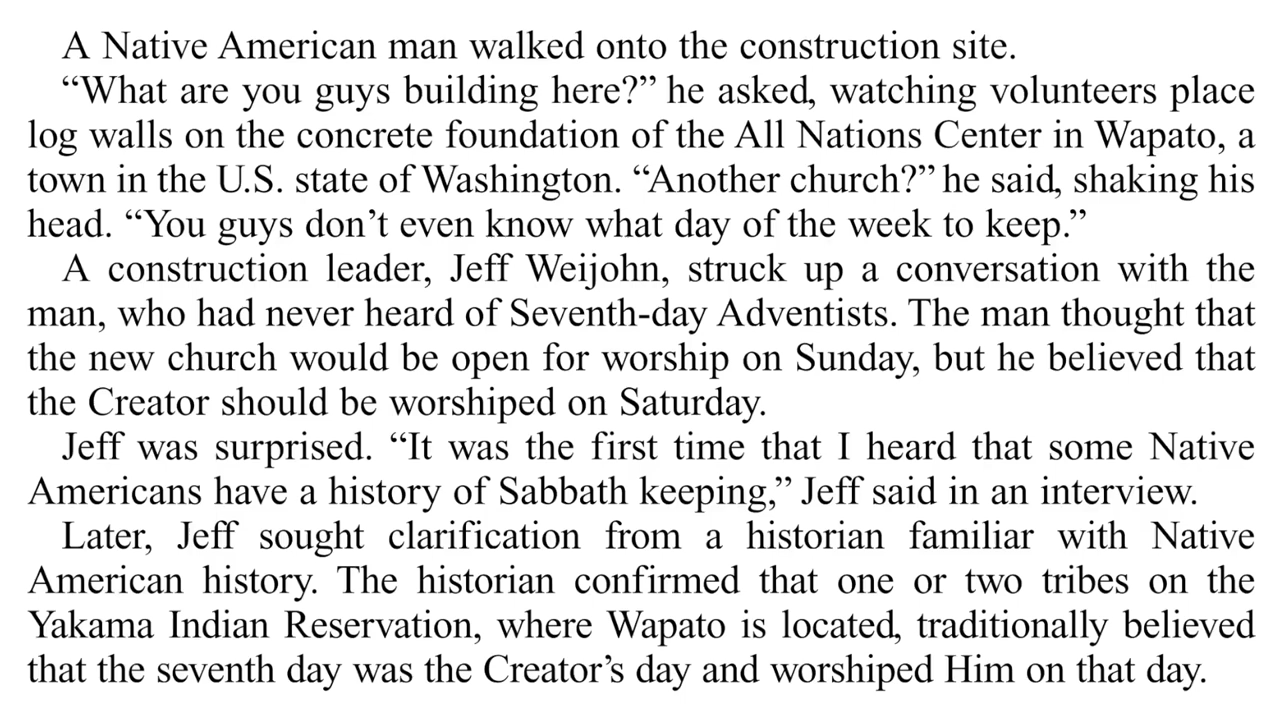 A Native American man walked onto the construction site.
“What are you guys building here?” he asked, watching volunteers place
log walls on the concrete foundation of the All Nations Center in Wapato, a
town in the U.S. state of Washington. “Another church?” he said, shaking his
head. “You guys don’t even know what day of the week to keep.”
A construction leader, Jeff Weijohn, struck up a conversation with the
man, who had never heard of Seventh-day Adventists. The man thought that
the new church would be open for worship on Sunday, but he believed that
the Creator should be worshiped on Saturday.
Jeff was surprised. “It was the first time that I heard that some Native
Americans have a history of Sabbath keeping,” Jeff said in an interview.
Later, Jeff sought clarification from a historian familiar with Native
American history. The historian confirmed that one or two tribes on the
Yakama Indian Reservation, where Wapato is located, traditionally believed
that the seventh day was the Creator’s day and worshiped Him on that day.